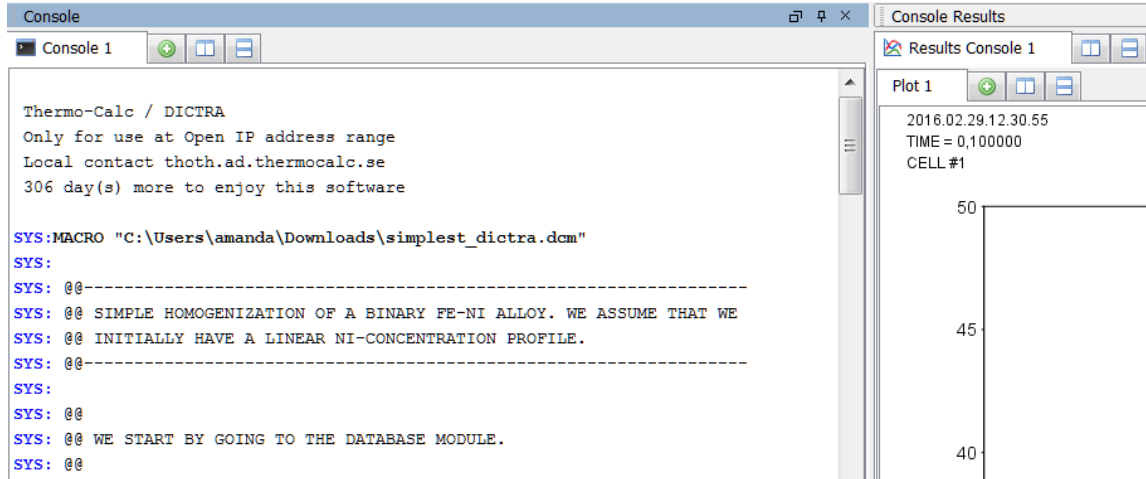 Console
Console 1
Thermo-Calc / DICTRA
Only for use at Open IP address range
Local contact thoth.ad.thermocalc.se
306 day(s) more to enjoy this software
SYS:MACRO "C:\Users\amanda\Downloads\simplest_dictra.dcm"
SYS:
SYS: @@---------------------------------------------------------------------
SYS: @@ SIMPLE HOMOGENIZATION OF A BINARY FE-NI ALLOY. WE ASSUME THAT WE
SYS: @@ INITIALLY HAVE A LINEAR NI-CONCENTRATION PROFILE.
SYS: @@---------------------------------------------------------------------
SYS:
SYS: @@
SYS: @@ WE START BY GOING TO THE DATABASE MODULE.
SYS: @@
Console Results
Results Console 1
Plot 1
2016.02.29.12.30.55
TIME = 0,100000
CELL #1
50
45
40